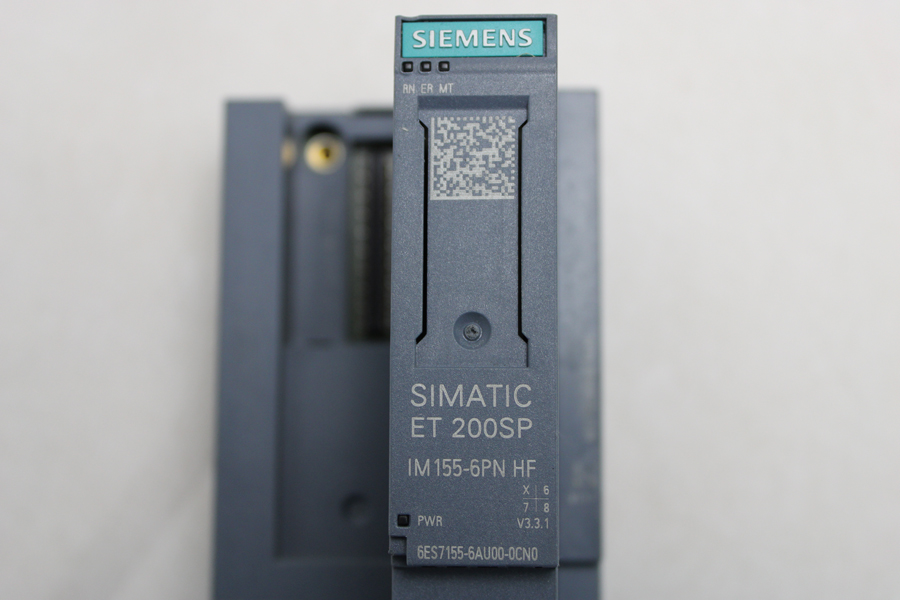 SIEMENS
RN ER MT
SIMATIC
ET 200SP
IM155-6PN HF
X 6
7 8
PWR V3.3.1
6ES7155-6AU00-0CN0